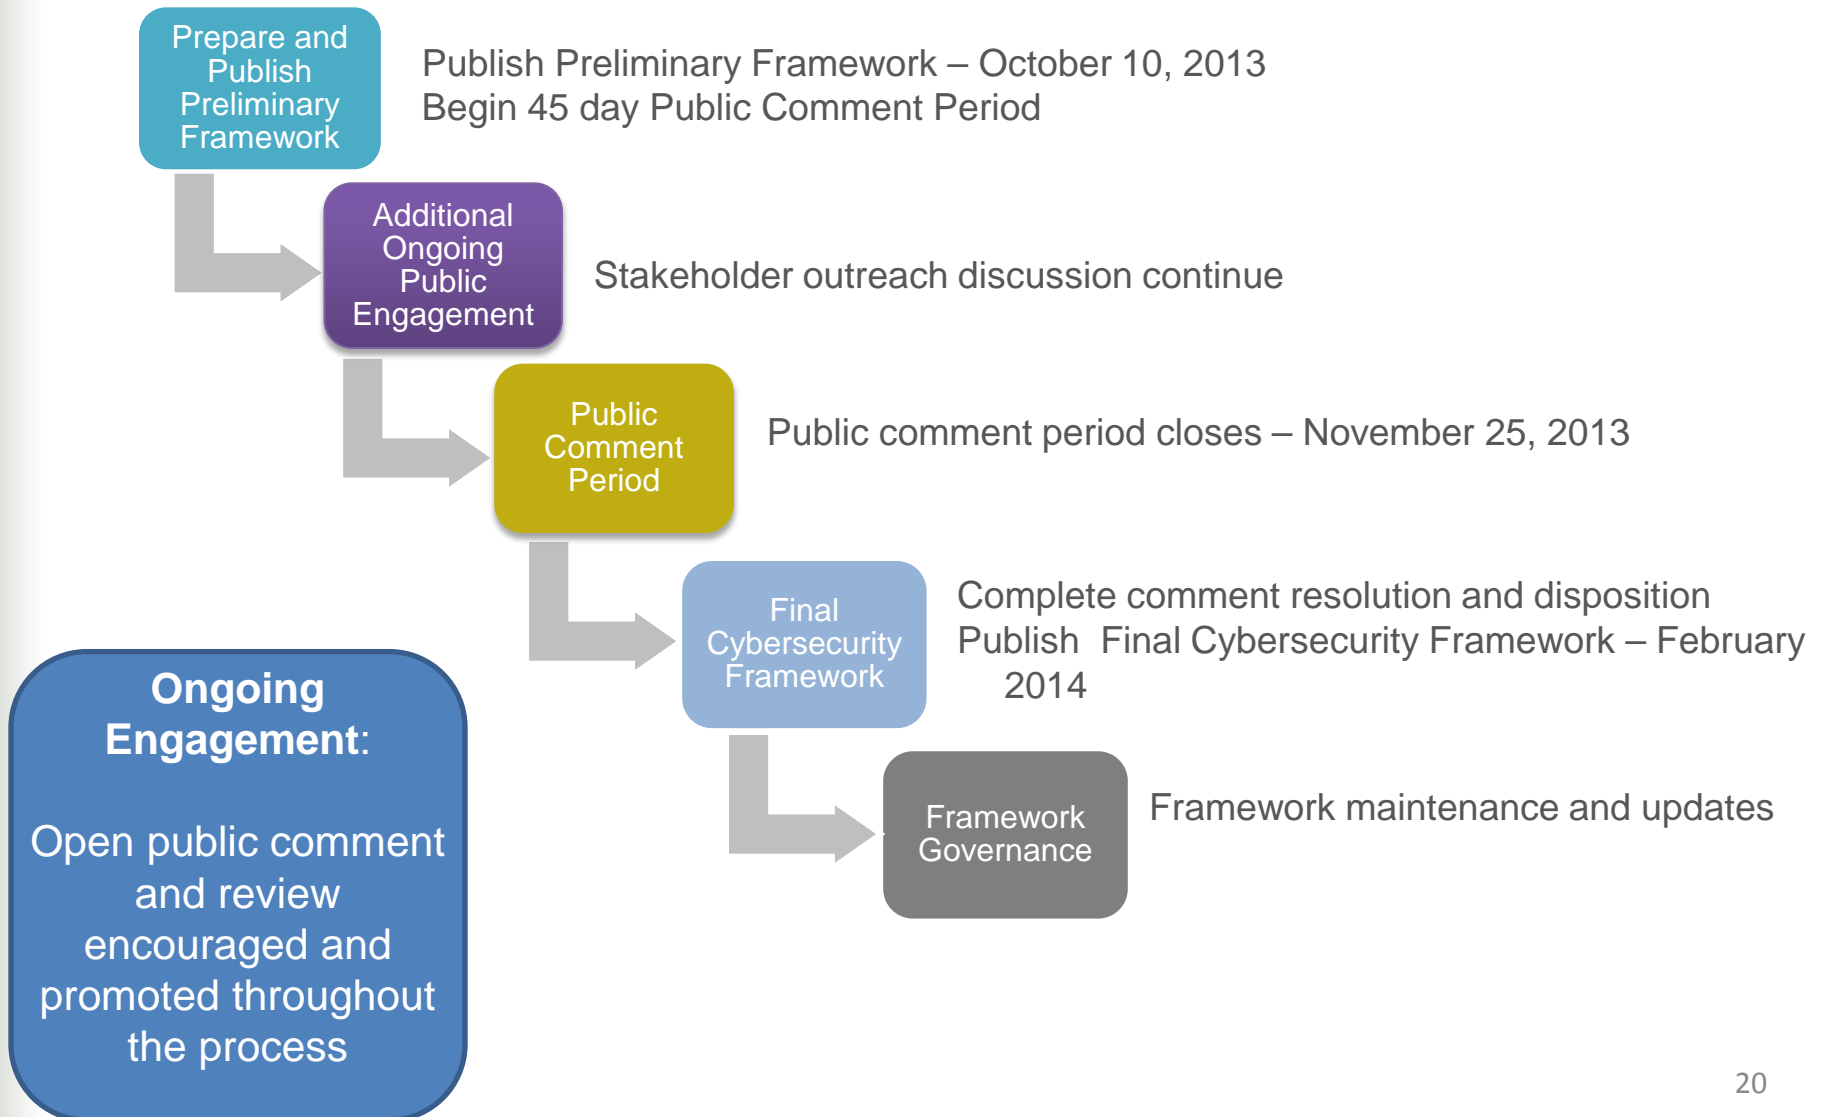 Prepare and
Publish
Preliminary
Framework
Publish Preliminary Framework – October 10, 2013
Begin 45 day Public Comment Period
Additional
Ongoing
Public
Engagement
Stakeholder outreach discussion continue
Public
Comment
Period
Public comment period closes – November 25, 2013
Final
Cybersecurity
Framework
Complete comment resolution and disposition
Publish  Final Cybersecurity Framework – February
2014
Framework
Governance
Framework maintenance and updates
Ongoing
Engagement:
Open public comment
and review
encouraged and
promoted throughout
the process
20